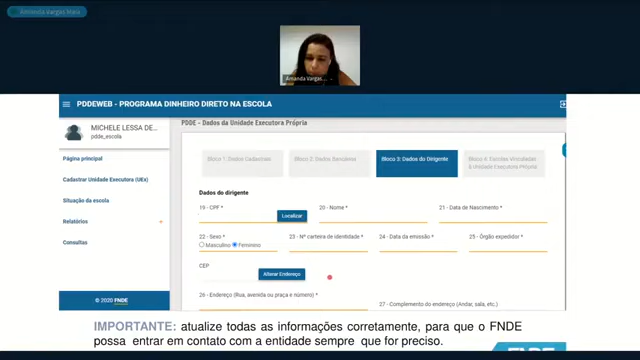 Amanda Vargas Mara
Amanda Vargas...
PDDEWEB - PROGRAMA DINHEIRO DIRETO NA ESCOLA
MICHELE LESSA DE...
pdde_escola
Página principal
Cadastrar Unidade Executora (UEx)
Situação da escola
Relatórios
+
Consultas
© 2020 FNDE
PDDE - Dados da Unidade Executora Própria
Bloco 1: Dados Cadastrais
Bloco 2: Dados Bancários
Bloco 3: Dados do Dirigente
Bloco 4: Escolas Vinculadas
à Unidade Executora Própria
Dados do dirigente
19 - CPF *
Localizar
20 - Nome *
21 - Data de Nascimento *
22 - Sexo *
Masculino Feminino
23 - Nº carteira de identidade *
24 - Data da emissão *
25 - Órgão expedidor *
CEP
Alterar Endereço
26 - Endereço (Rua, avenida ou praça e número) *
27 - Complemento do endereço (Andar, sala, etc.)
IMPORTANTE: atualize todas as informações corretamente, para que o FNDE
possa entrar em contato com a entidade sempre que for preciso.
FNDE